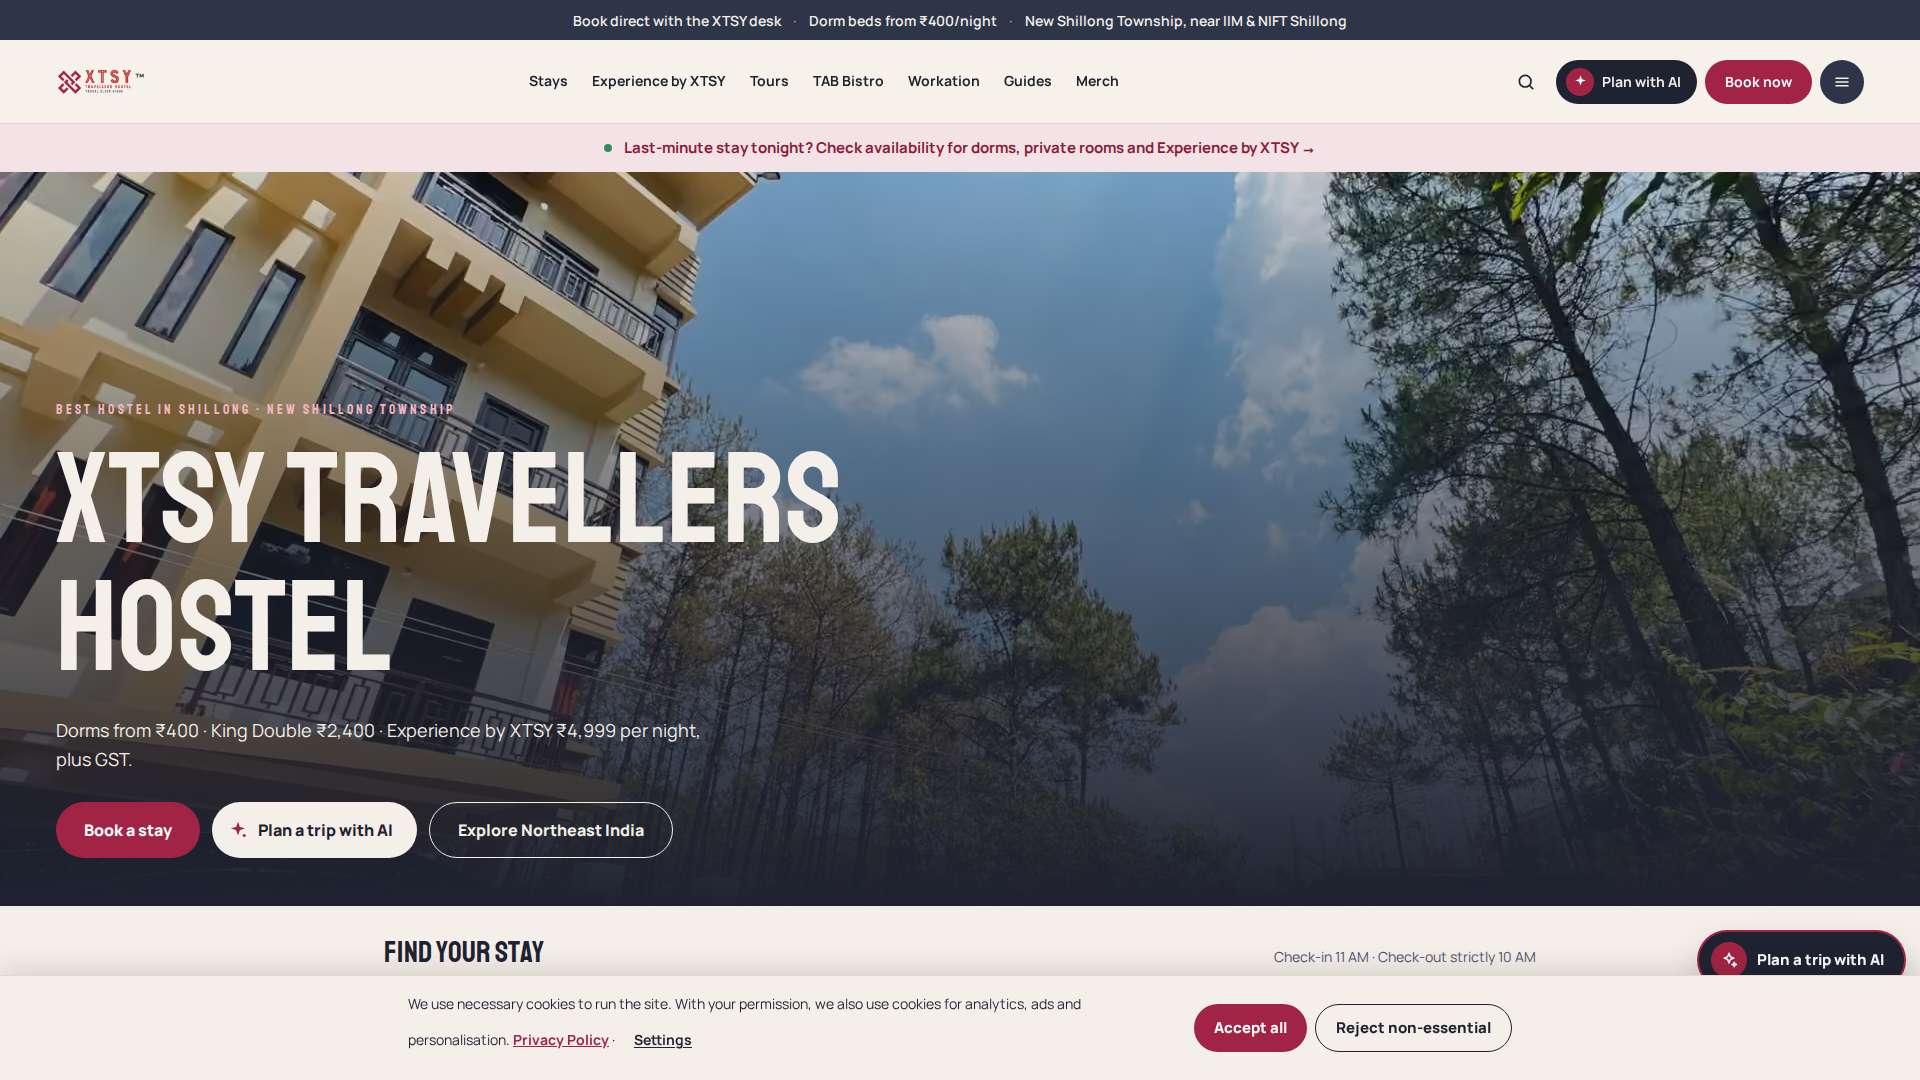 Book direct with the XTSY desk · Dorm beds from ₹400/night · New Shillong Township, near IIM & NIFT Shillong
XTSY™
Stays Experience by XTSY Tours TAB Bistro Workation Guides Merch
Plan with AI
Book now
Last-minute stay tonight? Check availability for dorms, private rooms and Experience by XTSY →
BEST HOSTEL IN SHILLONG · NEW SHILLONG TOWNSHIP
XTSY TRAVELLERS
HOSTEL
Dorms from ₹400 · King Double ₹2,400 · Experience by XTSY ₹4,999 per night,
plus GST.
Book a stay
Plan a trip with AI
Explore Northeast India
FIND YOUR STAY
Check-in 11 AM · Check-out strictly 10 AM
Plan a trip with AI
We use necessary cookies to run the site. With your permission, we also use cookies for analytics, ads and
personalisation. Privacy Policy · Settings
Accept all
Reject non-essential